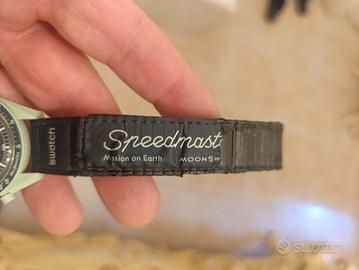 swatch
Speedmast
Mission on Earth
MOONSW
subito